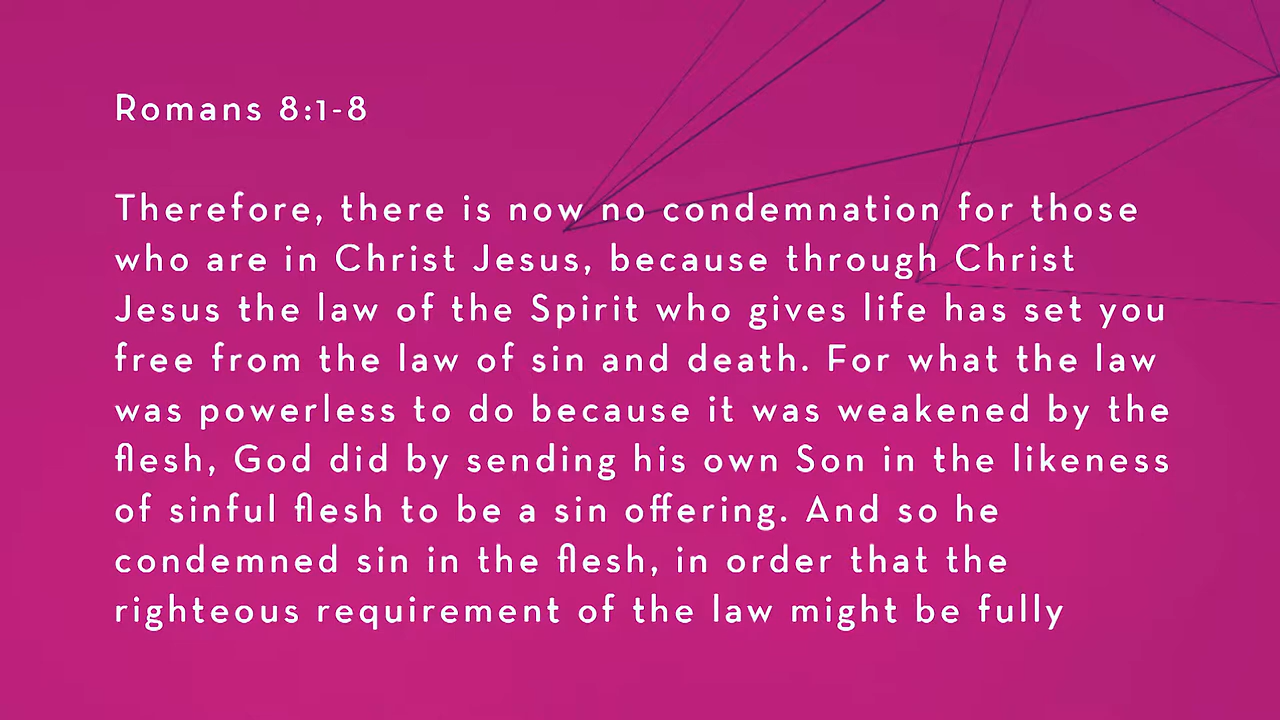 Romans 8:1-8
Therefore, there is now no condemnation for those
who are in Christ Jesus, because through Christ
Jesus the law of the Spirit who gives life has set you
free from the law of sin and death. For what the law
was powerless to do because it was weakened by the
flesh, God did by sending his own Son in the likeness
of sinful flesh to be a sin offering. And so he
condemned sin in the flesh, in order that the
righteous requirement of the law might be fully